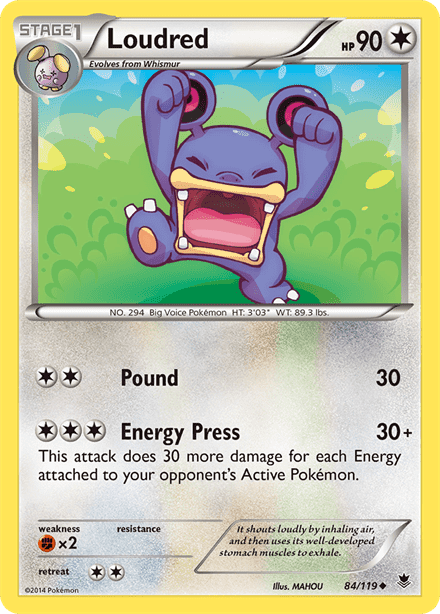 STAGE1
Loudred
HP 90
Evolves from Whismur
NO. 294 Big Voice Pokémon HT: 3'03" WT: 89.3 lbs.
Pound 30
Energy Press 30+
This attack does 30 more damage for each Energy
attached to your opponent's Active Pokémon.
weakness resistance
×2
It shouts loudly by inhaling air,
and then uses its well-developed
stomach muscles to exhale.
retreat
©2014 Pokémon
Illus. MAHOU 84/119